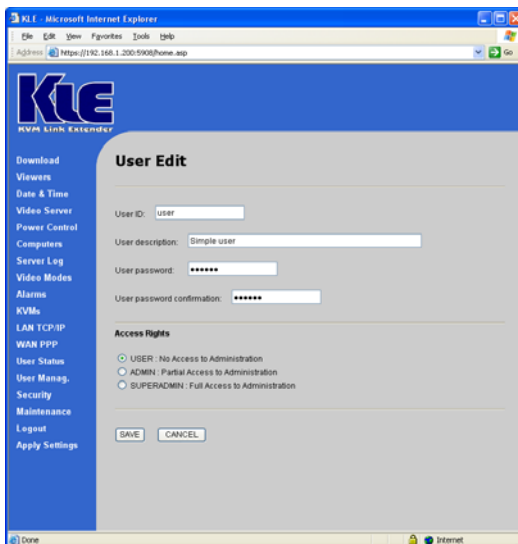 KLE - Microsoft Internet Explorer
File Edit View Favorites Tools Help
Address https://192.168.1.200:5908/home.asp Go
KLE
KVM Link Extender
Download
Viewers
Date & Time
Video Server
Power Control
Computers
Server Log
Video Modes
Alarms
KVMs
LAN TCP/IP
WAN PPP
User Status
User Manag.
Security
Maintenance
Logout
Apply Settings
User Edit
User ID: user
User description: Simple user
User password: ••••••
User password confirmation: ••••••
Access Rights
USER : No Access to Administration
ADMIN : Partial Access to Administration
SUPERADMIN : Full Access to Administration
SAVE CANCEL
Done Internet